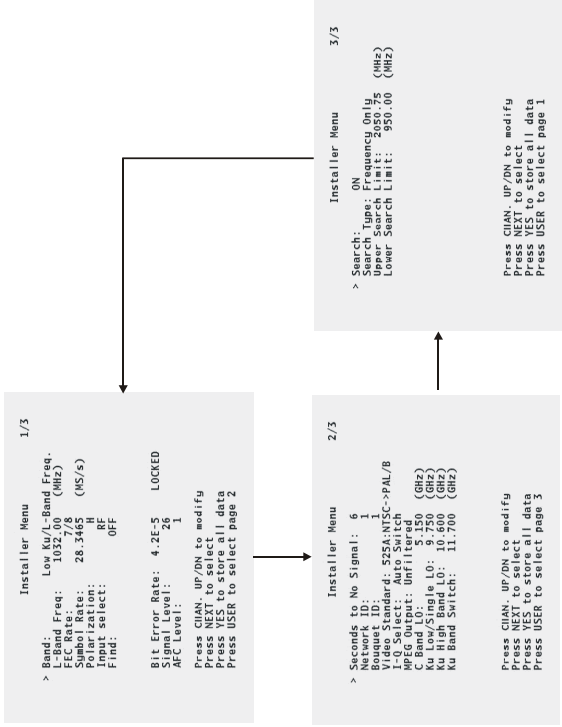 Installer Menu 1/3
> Band: Low Ku/L-Band Freq.
L-Band Freq: 1032.00 (MHz)
FEC Rate: 7/8
Symbol Rate: 28.3465 (MS/s)
Polarization: H
Input select: RF
Find: OFF
Bit Error Rate: 4.2E-5 LOCKED
Signal Level: 26
AFC Level: 1
Press CHAN. UP/DN to modify
Press NEXT to select
Press YES to store all data
Press USER to select page 2
Installer Menu 2/3
> Seconds to No Signal: 6
Network ID: 1
Bouquet ID: 1
Video Standard: 525A:NTSC->PAL/B
I-Q Select: Auto Switch
MPEG Output: Unfiltered
C Band LO: 5.150 (GHz)
Ku Low/Single LO: 9.750 (GHz)
Ku High Band LO: 10.600 (GHz)
Ku Band Switch: 11.700 (GHz)
Press CHAN. UP/DN to modify
Press NEXT to select
Press YES to store all data
Press USER to select page 3
Installer Menu 3/3
> Search: ON
Search Type: Frequency Only
Upper Search Limit: 2050.75 (MHz)
Lower Search Limit: 950.00 (MHz)
Press CHAN. UP/DN to modify
Press NEXT to select
Press YES to store all data
Press USER to select page 1